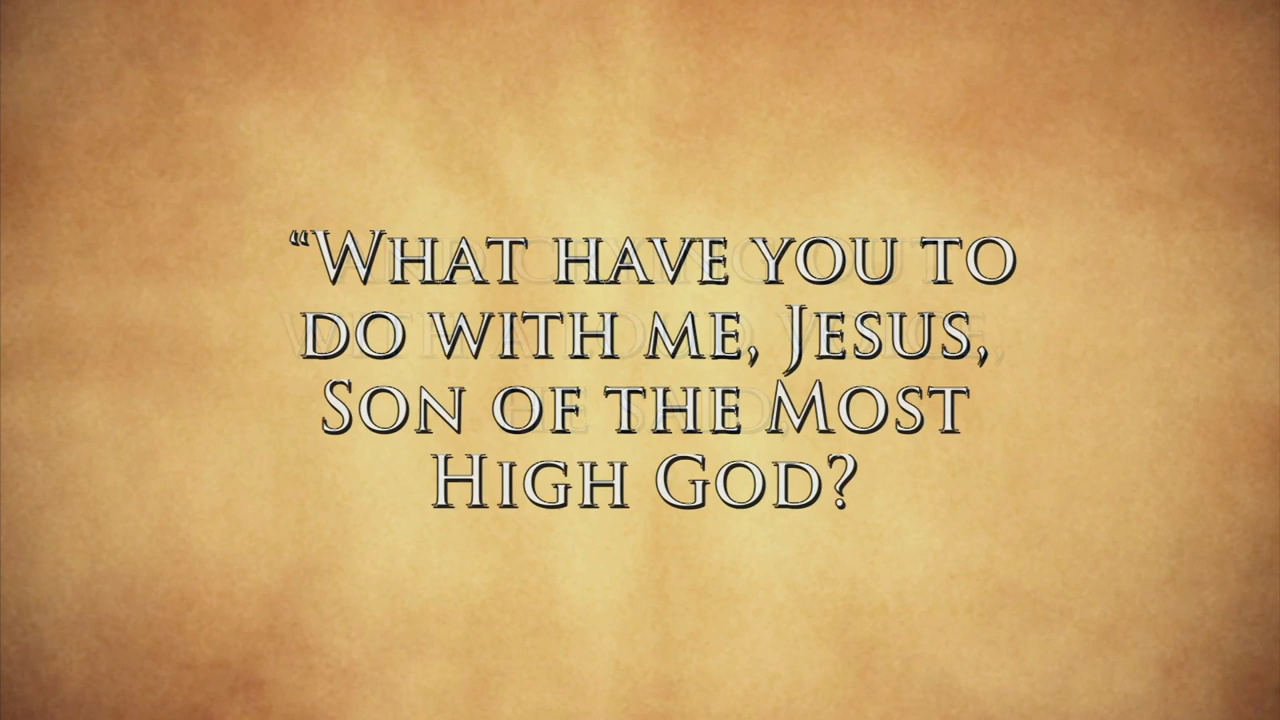 “What have you to
do with me, Jesus,
Son of the Most
High God?